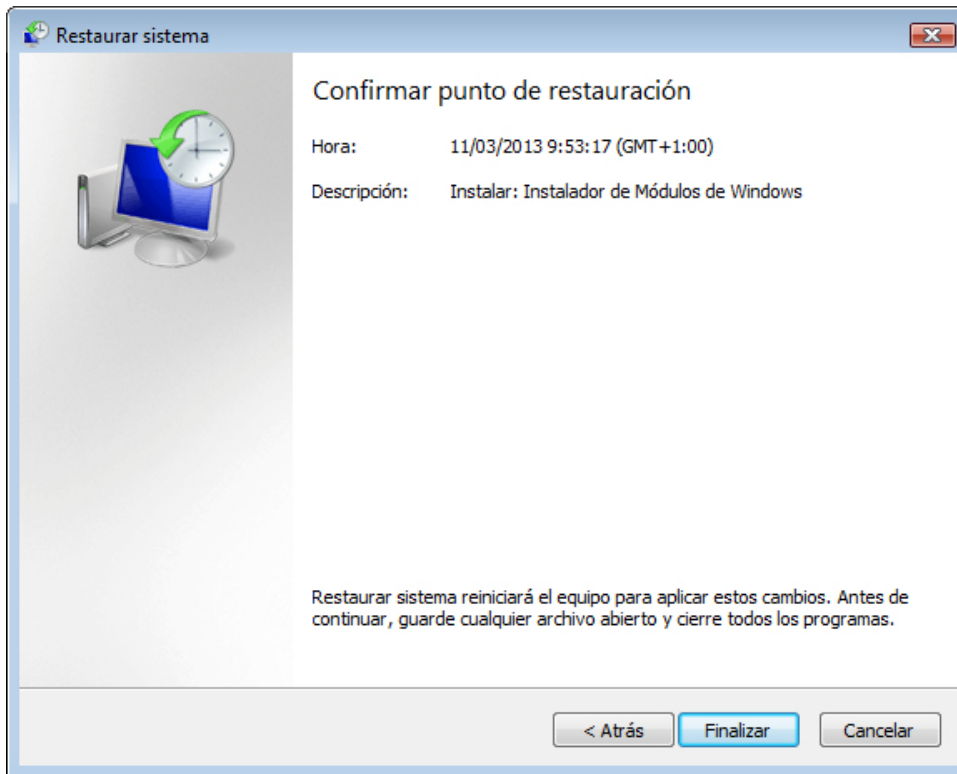 Restaurar sistema
Confirmar punto de restauración
Hora: 11/03/2013 9:53:17 (GMT+1:00)
Descripción: Instalar: Instalador de Módulos de Windows
Restaurar sistema reiniciará el equipo para aplicar estos cambios. Antes de
continuar, guarde cualquier archivo abierto y cierre todos los programas.
< Atrás Finalizar Cancelar